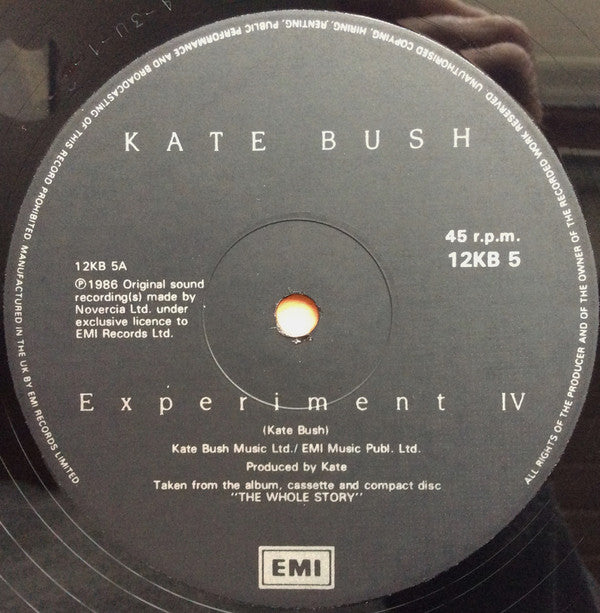 KATE BUSH
45 r.p.m.
12KB 5
12KB 5A
℗1986 Original sound
recording(s) made by
Novercia Ltd. under
exclusive licence to
EMI Records Ltd.
Experiment IV
(Kate Bush)
Kate Bush Music Ltd./ EMI Music Publ. Ltd.
Produced by Kate
Taken from the album, cassette and compact disc
"THE WHOLE STORY"
EMI
ALL RIGHTS OF THE PRODUCER AND OF THE OWNER OF THE RECORDED WORK RESERVED. UNAUTHORISED COPYING, HIRING, RENTING, PUBLIC PERFORMANCE AND BROADCASTING OF THIS RECORD PROHIBITED. MANUFACTURED IN THE UK BY EMI RECORDS LIMITED